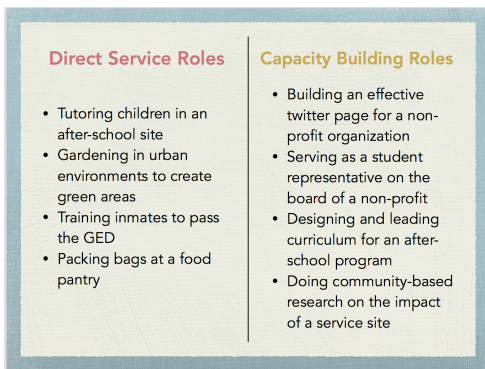 Direct Service Roles
• Tutoring children in an
after-school site
• Gardening in urban
environments to create
green areas
• Training inmates to pass
the GED
• Packing bags at a food
pantry
Capacity Building Roles
• Building an effective
twitter page for a non-
profit organization
• Serving as a student
representative on the
board of a non-profit
• Designing and leading
curriculum for an after-
school program
• Doing community-based
research on the impact
of a service site